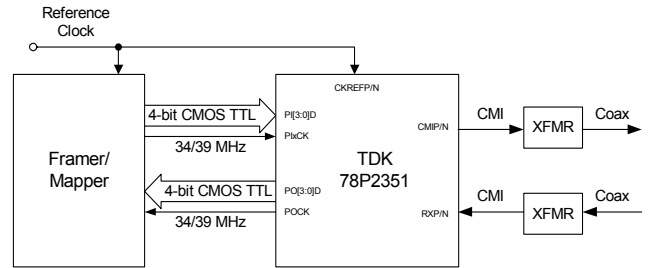 Reference
Clock
CKREFP/N
4-bit CMOS TTL
PI[3:0]D
34/39 MHz
PIxCK
Framer/
Mapper
TDK
78P2351
4-bit CMOS TTL
PO[3:0]D
34/39 MHz
POCK
CMIP/N
CMI
XFMR
Coax
RXP/N
CMI
XFMR
Coax